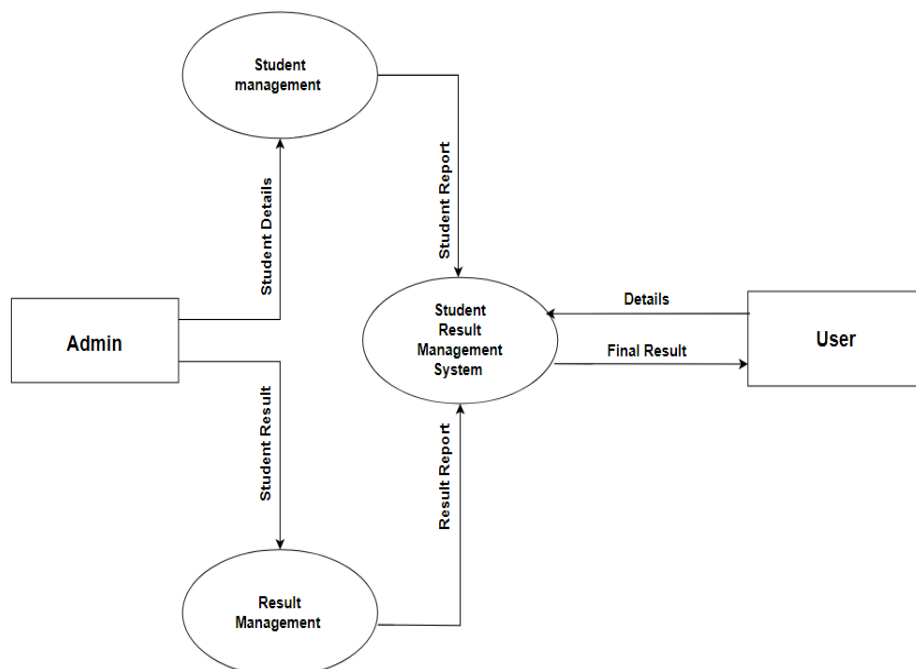 Student
management
Student Details
Student Report
Admin
Student
Result
Management
System
Details
Final Result
User
Student Result
Result Report
Result
Management